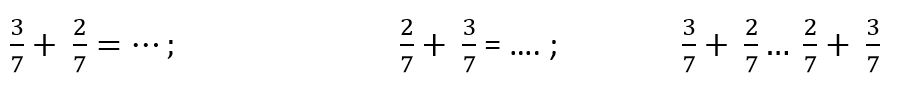 3/7 + 2/7 = ⋯ ; 2/7 + 3/7 = .... ; 3/7 + 2/7 ... 2/7 + 3/7